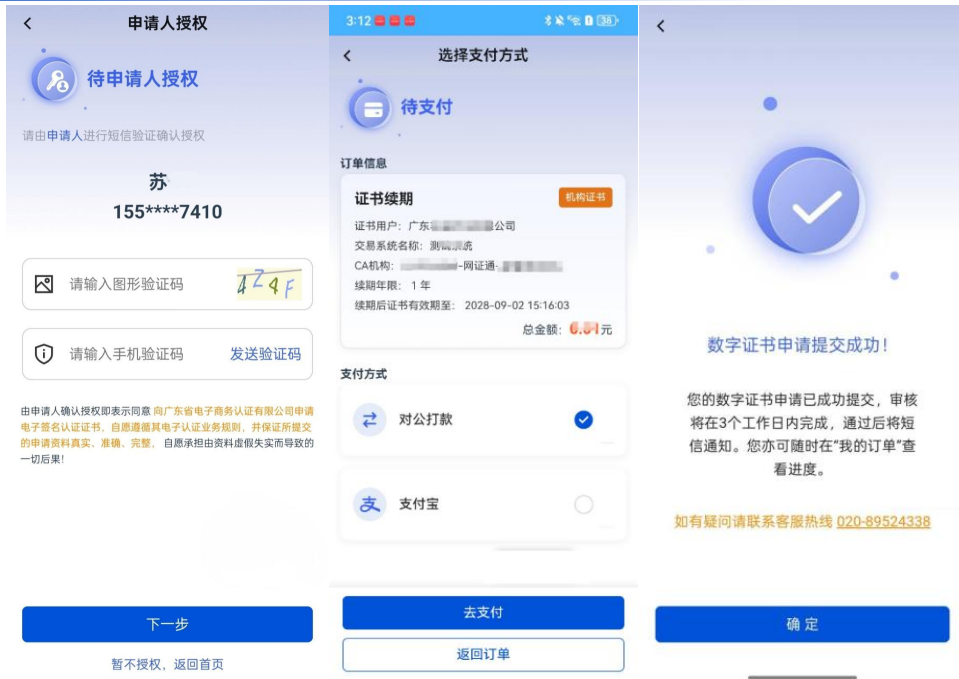 申请人授权
待申请人授权
请由申请人进行短信验证确认授权
苏
155****7410
请输入图形验证码
4Z4F
请输入手机验证码 发送验证码
由申请人确认授权即表示同意 向广东省电子商务认证有限公司申请
电子签名认证证书，自愿遵循其电子认证业务规则，并保证所提交
的申请资料真实、准确、完整， 自愿承担由资料虚假失实而导致的
一切后果！
下一步
暂不授权，返回首页
3:12 38
选择支付方式
待支付
订单信息
证书续期 机构证书
证书用户：广东 公司
交易系统名称： 统
CA机构： -网证通-
续期年限： 1 年
续期后证书有效期至： 2028-09-02 15:16:03
总金额： 元
支付方式
对公打款
支付宝
去支付
返回订单
数字证书申请提交成功！
您的数字证书申请已成功提交，审核
将在3个工作日内完成，通过后将短
信通知。您亦可随时在“我的订单”查
看进度。
如有疑问请联系客服热线 020-89524338
确 定